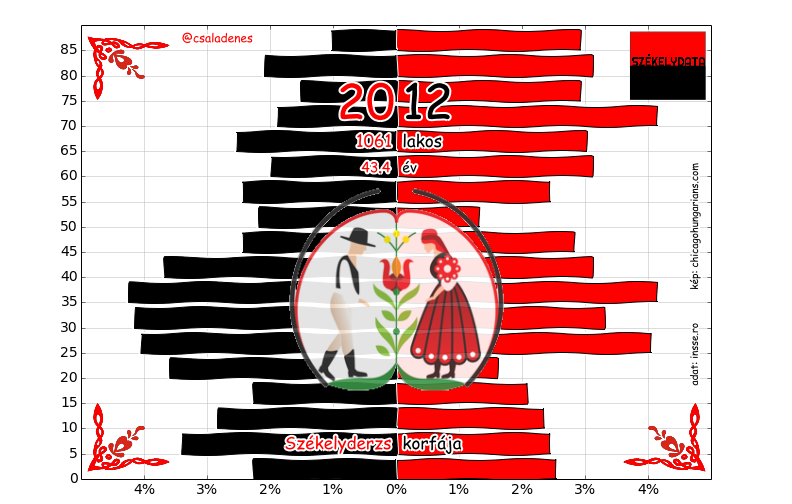 @csaladenes
SZÉKELYDATA
2012
1061 lakos
43.4 év
kép: chicagohungarians.com
adat: insse.ro
Székelyderzs korfája
85
80
75
70
65
60
55
50
45
40
35
30
25
20
15
10
5
0
4% 3% 2% 1% 0% 1% 2% 3% 4%